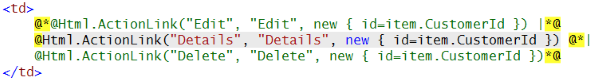 <td>
@*@Html.ActionLink("Edit", "Edit", new { id=item.CustomerId }) |*@
@Html.ActionLink("Details", "Details", new { id=item.CustomerId }) @*|
@Html.ActionLink("Delete", "Delete", new { id=item.CustomerId })*@
</td>